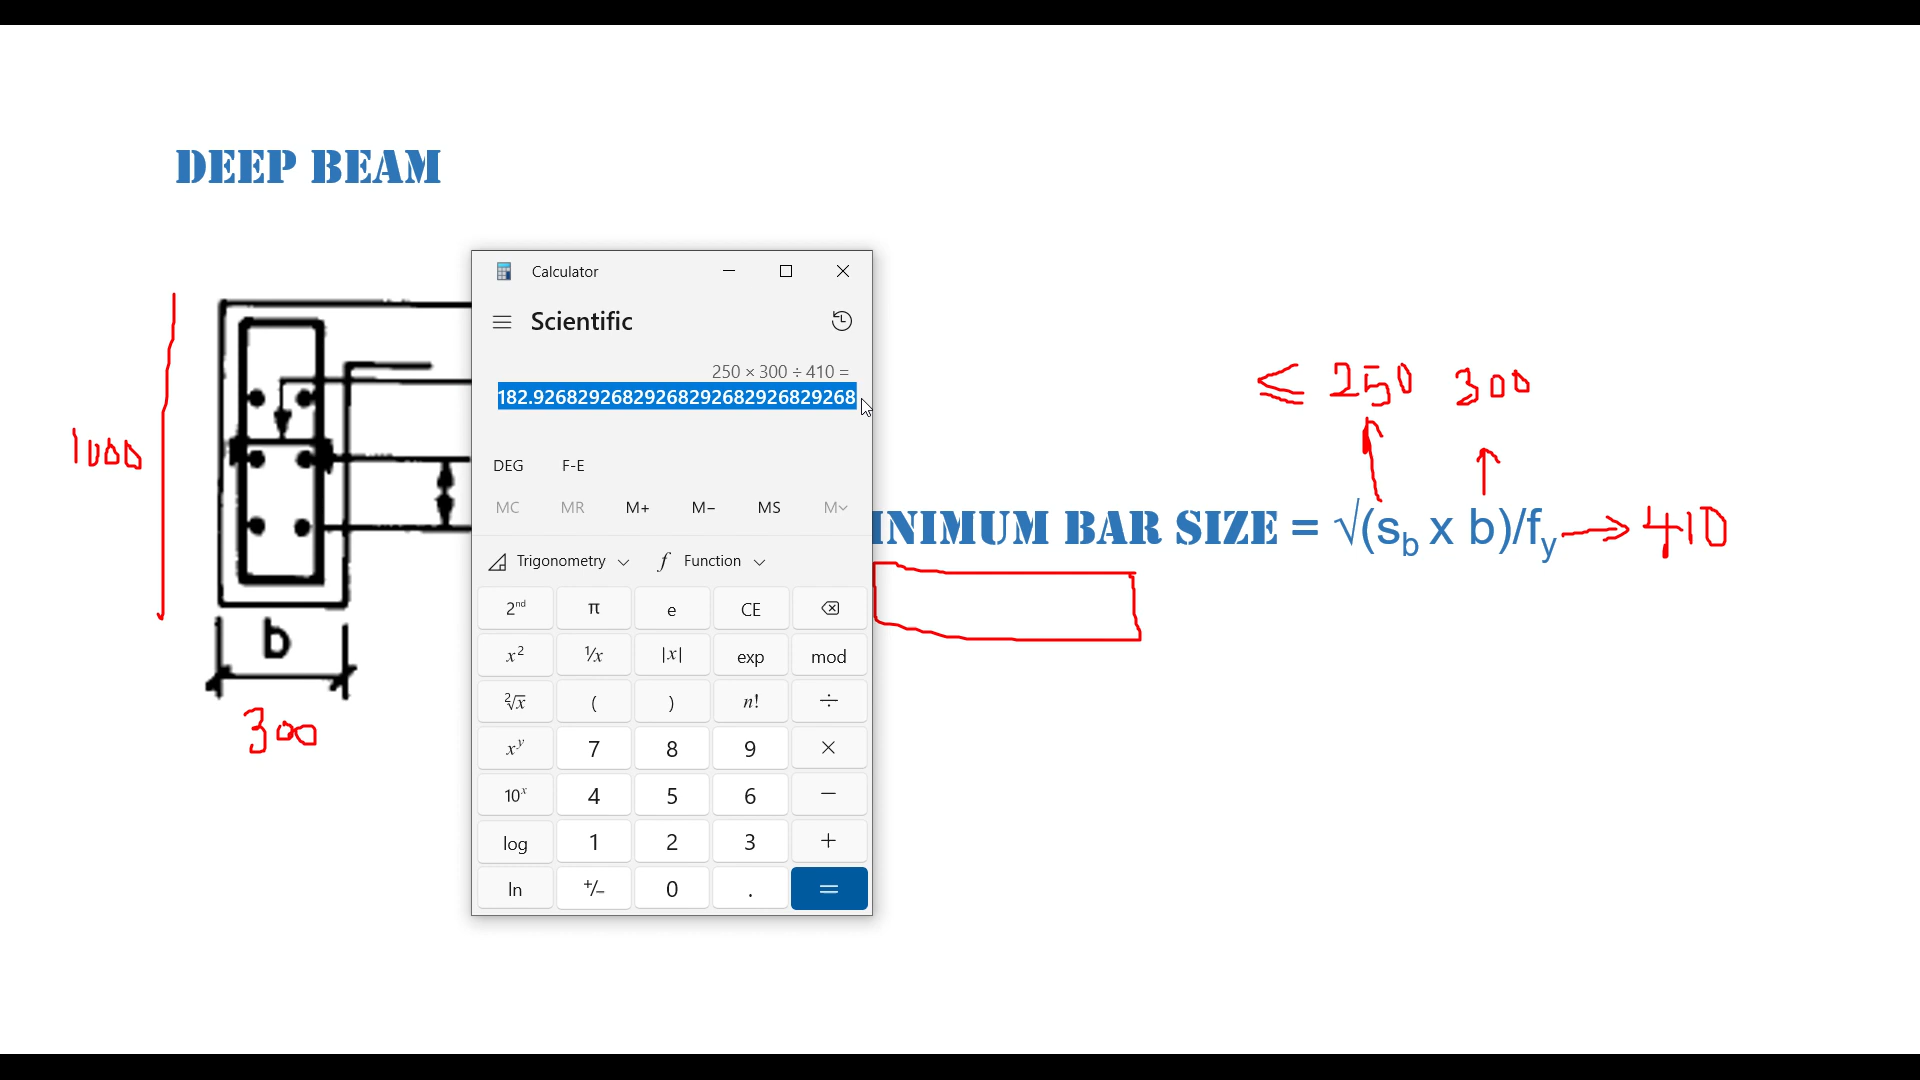 DEEP BEAM
Calculator
Scientific
250 × 300 ÷ 410 =
182.92682926829268292682926829268
DEG F-E
MC MR M+ M− MS M
Trigonometry Function
2nd π e CE
x2 1/x |x| exp mod
2√x ( ) n! ÷
xy 7 8 9 ×
10x 4 5 6 −
log 1 2 3 +
ln +/− 0 . =
≤ 250 300
INIMUM BAR SIZE = √(sb x b)/fy → 410
1000
b
300